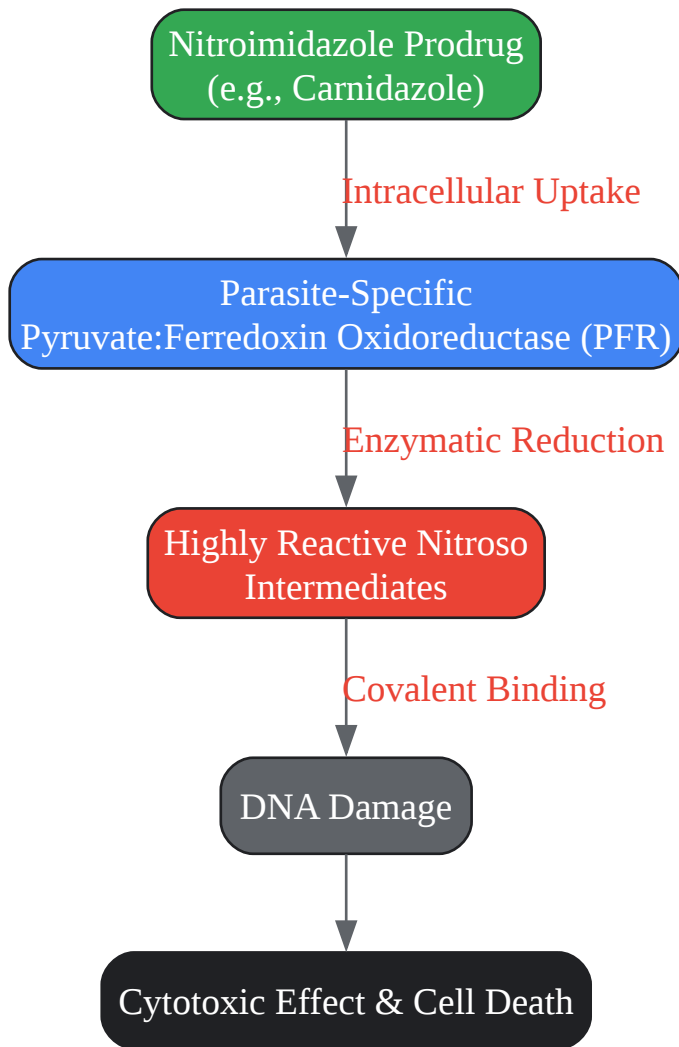 Nitroimidazole Prodrug
(e.g., Carnidazole)
Intracellular Uptake
Parasite-Specific
Pyruvate:Ferredoxin Oxidoreductase (PFR)
Enzymatic Reduction
Highly Reactive Nitroso
Intermediates
Covalent Binding
DNA Damage
Cytotoxic Effect & Cell Death